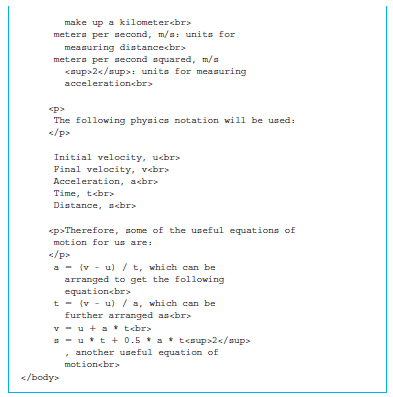 make up a kilometer<br>
meters per second, m/s: units for
measuring distance<br>
meters per second squared, m/s
<sup>2</sup>: units for measuring
acceleration<br>
<p>
The following physics notation will be used:
</p>
Initial velocity, u<br>
Final velocity, v<br>
Acceleration, a<br>
Time, t<br>
Distance, s<br>
<p>Therefore, some of the useful equations of
motion for us are:
</p>
a = (v - u) / t, which can be
arranged to get the following
equation<br>
t = (v - u) / a, which can be
further arranged as<br>
v = u + a * t<br>
s = u * t + 0.5 * a * t<sup>2</sup>
, another useful equation of
motion<br>
</body>